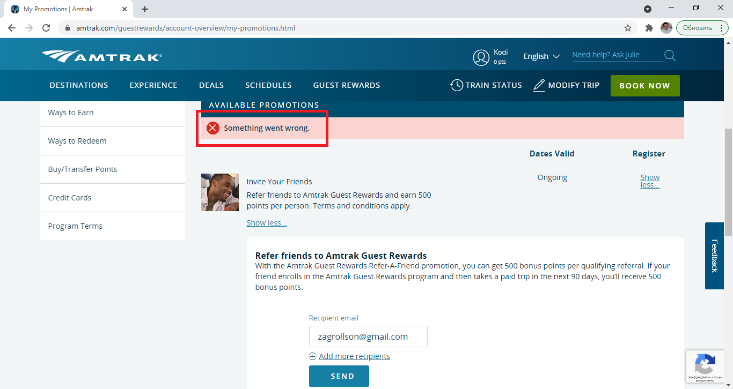 My Promotions | Amtrak
amtrak.com/guestrewards/account-overview/my-promotions.html
Обновить
AMTRAK
Kodi
0 pts
English
Need help? Ask Julie
DESTINATIONS EXPERIENCE DEALS SCHEDULES GUEST REWARDS TRAIN STATUS MODIFY TRIP BOOK NOW
Ways to Earn
Ways to Redeem
Buy/Transfer Points
Credit Cards
Program Terms
AVAILABLE PROMOTIONS
Something went wrong.
Dates Valid Register
Invite Your Friends
Refer friends to Amtrak Guest Rewards and earn 500
points per person. Terms and conditions apply.
Show less...
Ongoing
Show
less...
Refer friends to Amtrak Guest Rewards
With the Amtrak Guest Rewards Refer-A-Friend promotion, you can get 500 bonus points per qualifying referral. If your
friend enrolls in the Amtrak Guest Rewards program and then takes a paid trip in the next 90 days, you'll receive 500
bonus points.
Recipient email
zagrollson@gmail.com
Add more recipients
SEND
Feedback